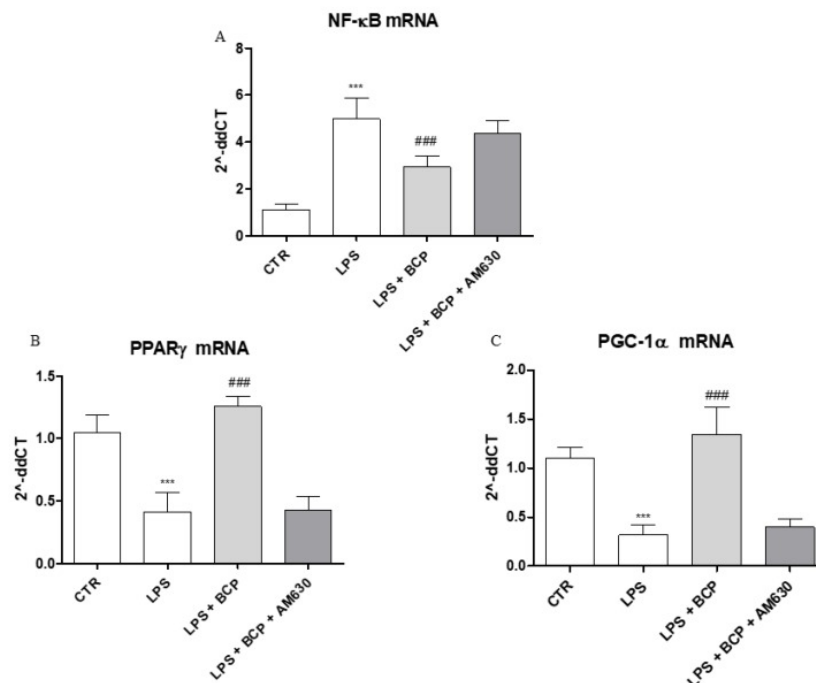 A
NF-κB mRNA
8
6
4
2
0
2^-ddCT
***
###
CTR
LPS
LPS + BCP
LPS + BCP + AM630
B
PPARγ mRNA
1.5
1.0
0.5
0.0
2^-ddCT
***
###
CTR
LPS
LPS + BCP
LPS + BCP + AM630
C
PGC-1α mRNA
2.0
1.5
1.0
0.5
0.0
2^-ddCT
***
###
CTR
LPS
LPS + BCP
LPS + BCP + AM630